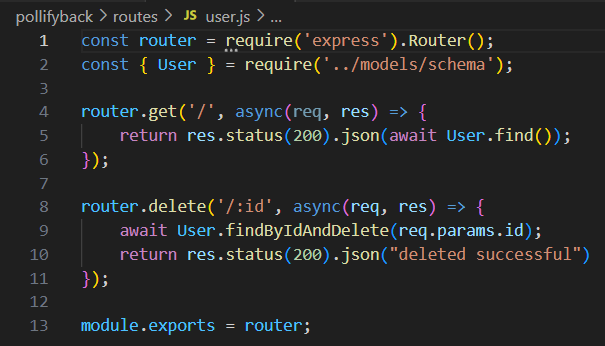 pollifyback > routes > JS user.js > ...
1 const router = require('express').Router();
2 const { User } = require('../models/schema');
3
4 router.get('/', async(req, res) => {
5 return res.status(200).json(await User.find());
6 });
7
8 router.delete('/:id', async(req, res) => {
9 await User.findByIdAndDelete(req.params.id);
10 return res.status(200).json("deleted successful")
11 });
12
13 module.exports = router;